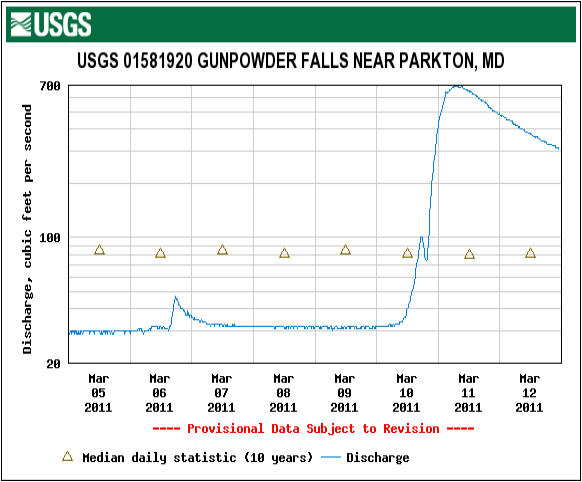 USGS
USGS 01581920 GUNPOWDER FALLS NEAR PARKTON, MD
Discharge, cubic feet per second
700
100
20
Mar 05 2011
Mar 06 2011
Mar 07 2011
Mar 08 2011
Mar 09 2011
Mar 10 2011
Mar 11 2011
Mar 12 2011
---- Provisional Data Subject to Revision ----
Median daily statistic (10 years)
Discharge